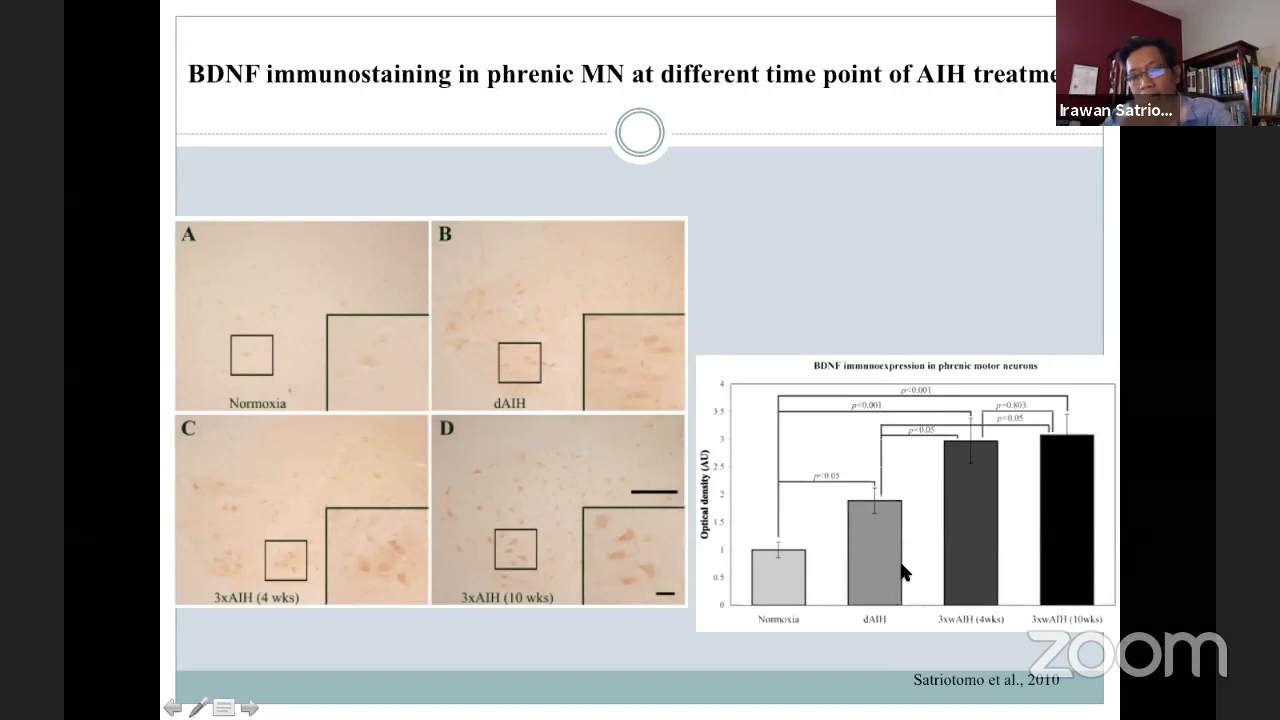 BDNF immunostaining in phrenic MN at different time point of AIH treatme
Irawan Satrio...
A
Normoxia
B
dAIH
C
3xAIH (4 wks)
D
3xAIH (10 wks)
BDNF immunoexpression in phrenic motor neurons
Optical density (AU)
4
3.5
3
2.5
2
1.5
1
0.5
0
p<0.001
p<0.001
p=0.803
p<0.05
p<0.05
p<0.05
Normoxia
dAIH
3xwAIH (4wks)
3xwAIH (10wks)
zoom
Satriotomo et al., 2010